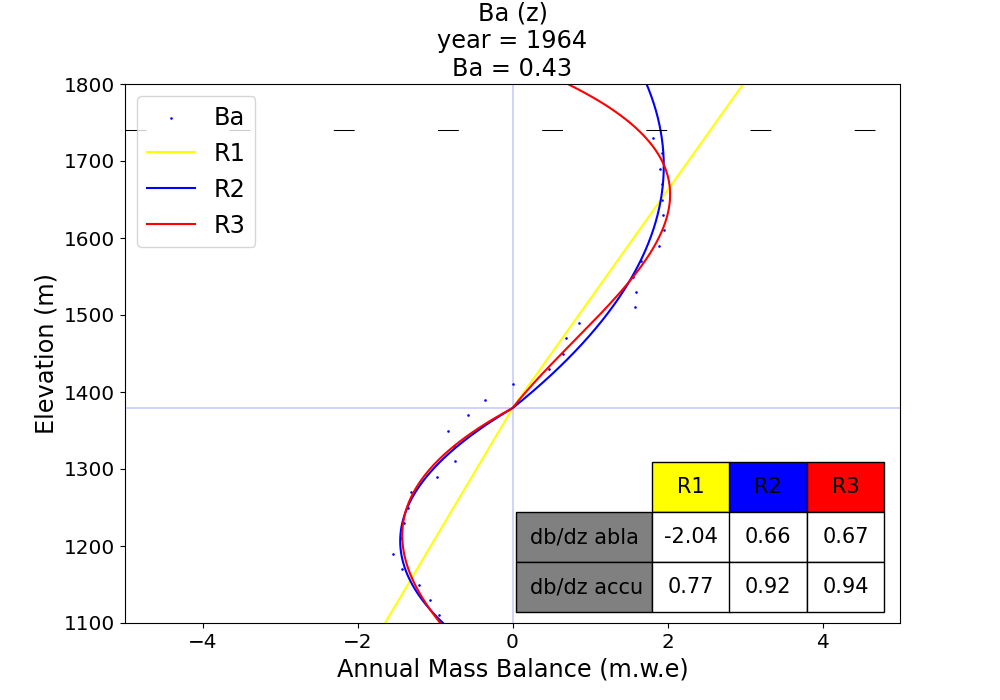 Ba (z)
year = 1964
Ba = 0.43
1800
1700
1600
1500
1400
1300
1200
1100
Elevation (m)
Ba
R1
R2
R3
R1 R2 R3
db/dz abla -2.04 0.66 0.67
db/dz accu 0.77 0.92 0.94
−4 −2 0 2 4
Annual Mass Balance (m.w.e)